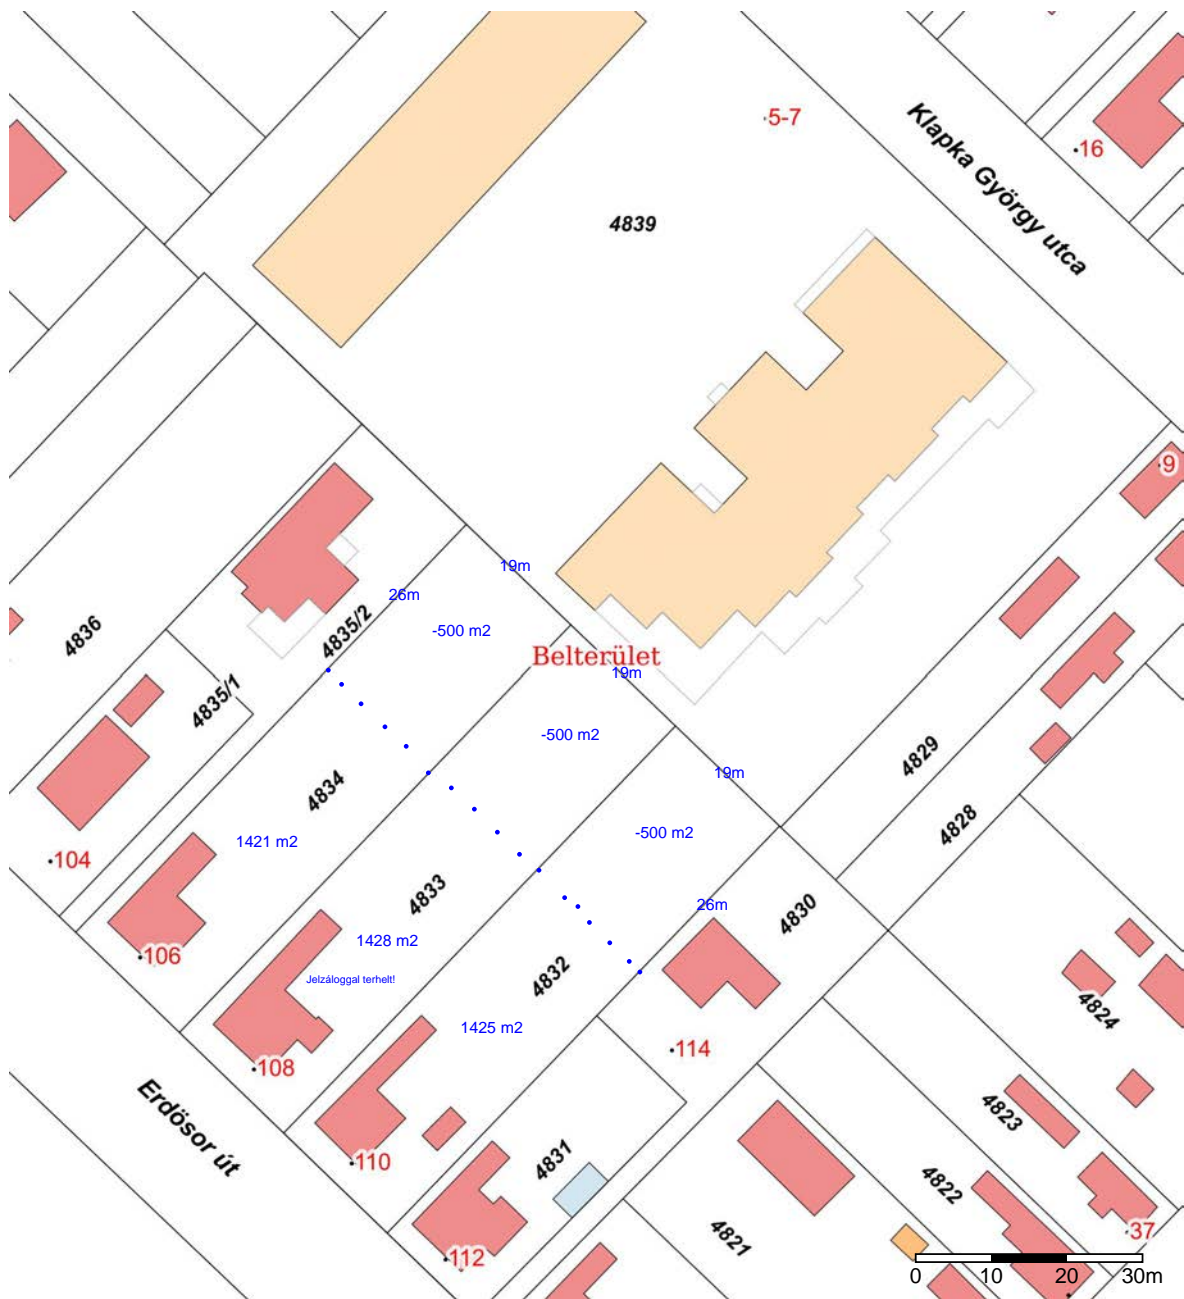 5-7
Klapka György utca
16
4839
9
19m
26m
-500 m2
4835/2
4836
Belterület
19m
4835/1
-500 m2
4829
19m
4834
4828
1421 m2
-500 m2
104
4833
26m
4830
1428 m2
106
4832
Jelzáloggal terhelt!
4824
1425 m2
114
108
4823
Erdösor út
110
4831
4822
4821
37
112
0 10 20 30m